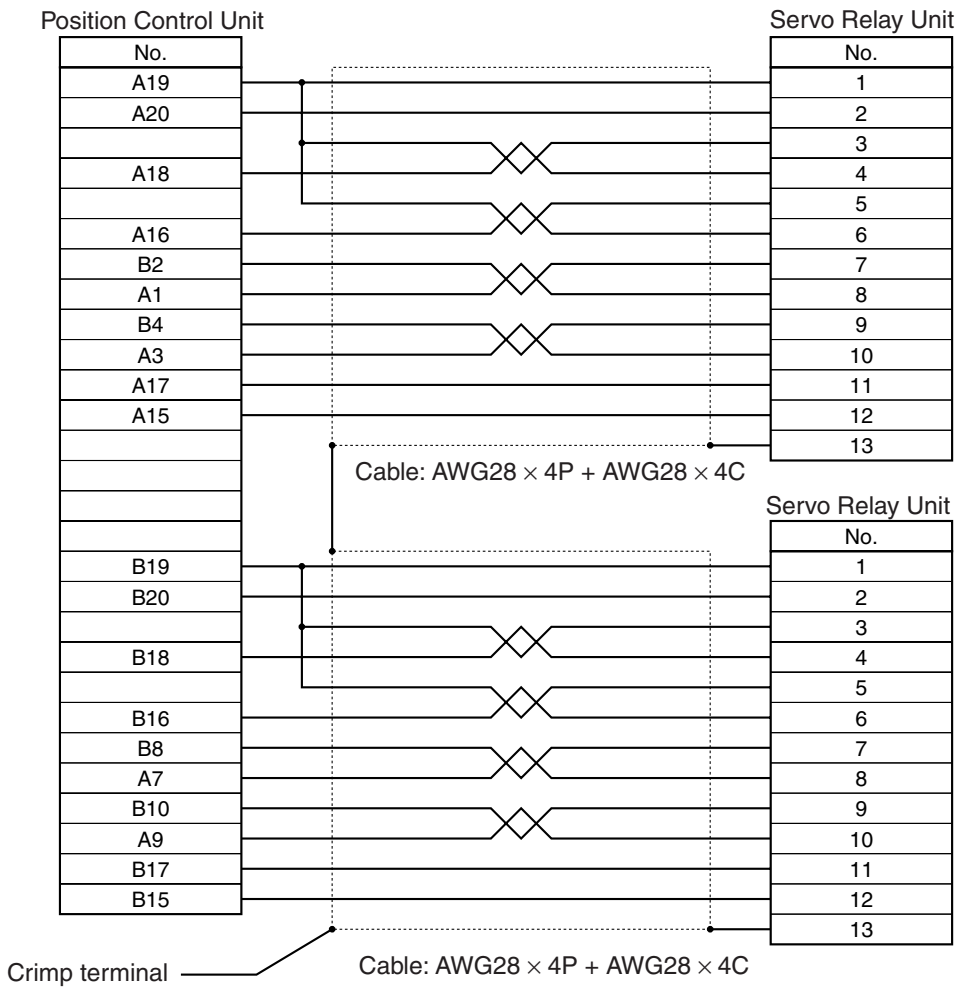 Position Control Unit
No.
A19
A20
A18
A16
B2
A1
B4
A3
A17
A15
B19
B20
B18
B16
B8
A7
B10
A9
B17
B15
Crimp terminal
Servo Relay Unit
No.
1
2
3
4
5
6
7
8
9
10
11
12
13
Cable: AWG28 × 4P + AWG28 × 4C
Servo Relay Unit
No.
1
2
3
4
5
6
7
8
9
10
11
12
13
Cable: AWG28 × 4P + AWG28 × 4C